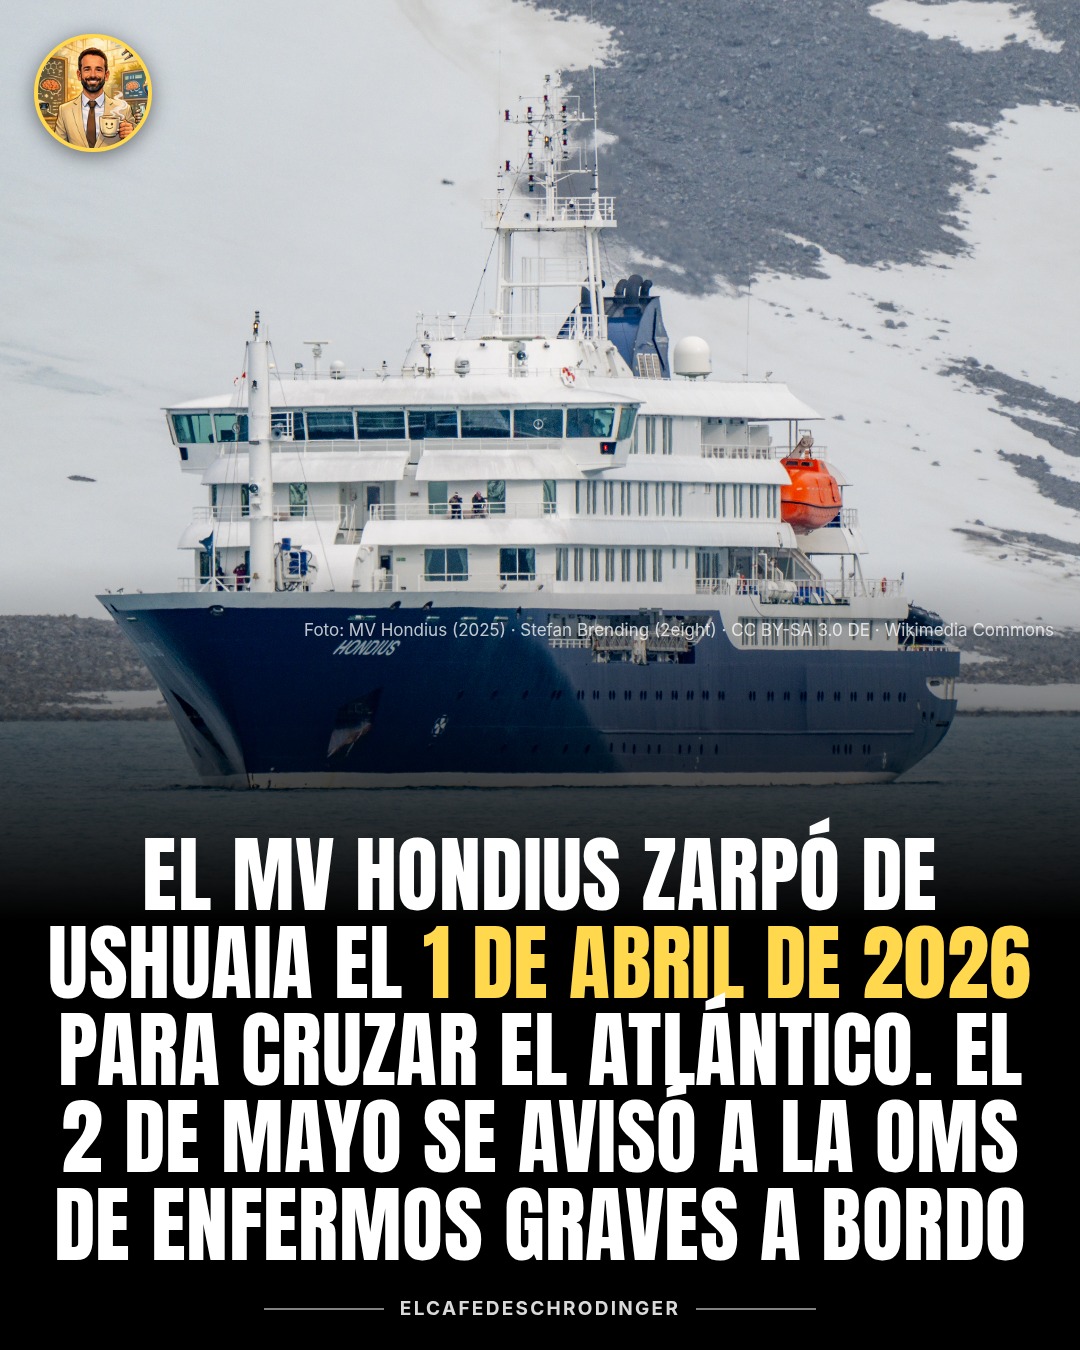 Foto: MV Hondius (2025) · Stefan Brending (2eight) · CC BY-SA 3.0 DE · Wikimedia Commons
HONDIUS
EL MV HONDIUS ZARPÓ DE
USHUAIA EL 1 DE ABRIL DE 2026
PARA CRUZAR EL ATLÁNTICO. EL
2 DE MAYO SE AVISÓ A LA OMS
DE ENFERMOS GRAVES A BORDO
ELCAFEDESCHRODINGER